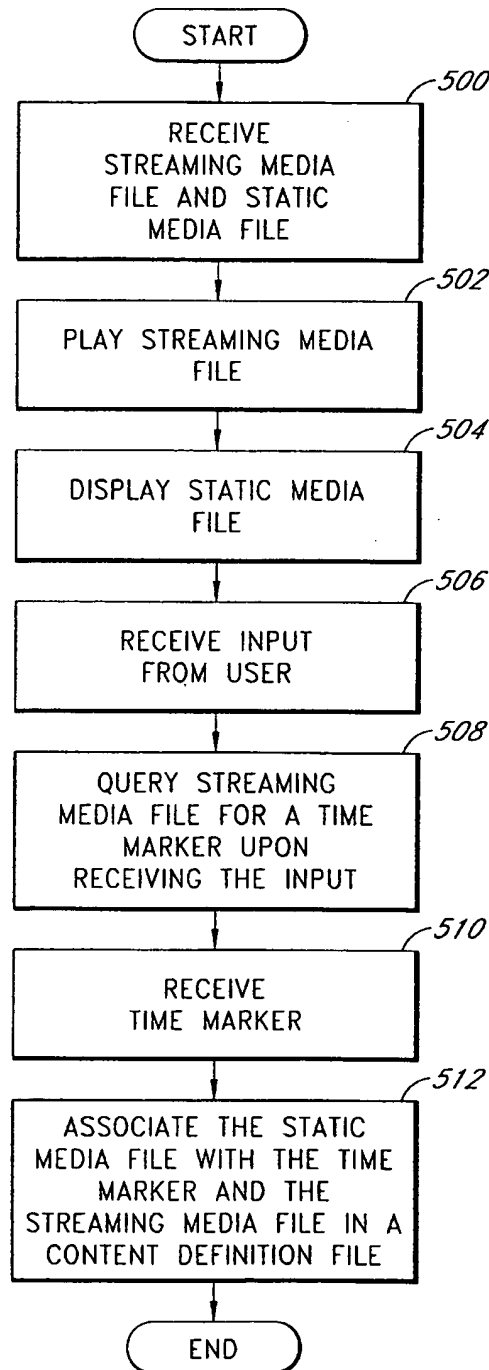 START
500
RECEIVE
STREAMING MEDIA
FILE AND STATIC
MEDIA FILE
502
PLAY STREAMING MEDIA
FILE
504
DISPLAY STATIC MEDIA
FILE
506
RECEIVE INPUT
FROM USER
508
QUERY STREAMING
MEDIA FILE FOR A TIME
MARKER UPON
RECEIVING THE INPUT
510
RECEIVE
TIME MARKER
512
ASSOCIATE THE STATIC
MEDIA FILE WITH THE TIME
MARKER AND THE
STREAMING MEDIA FILE IN A
CONTENT DEFINITION FILE
END